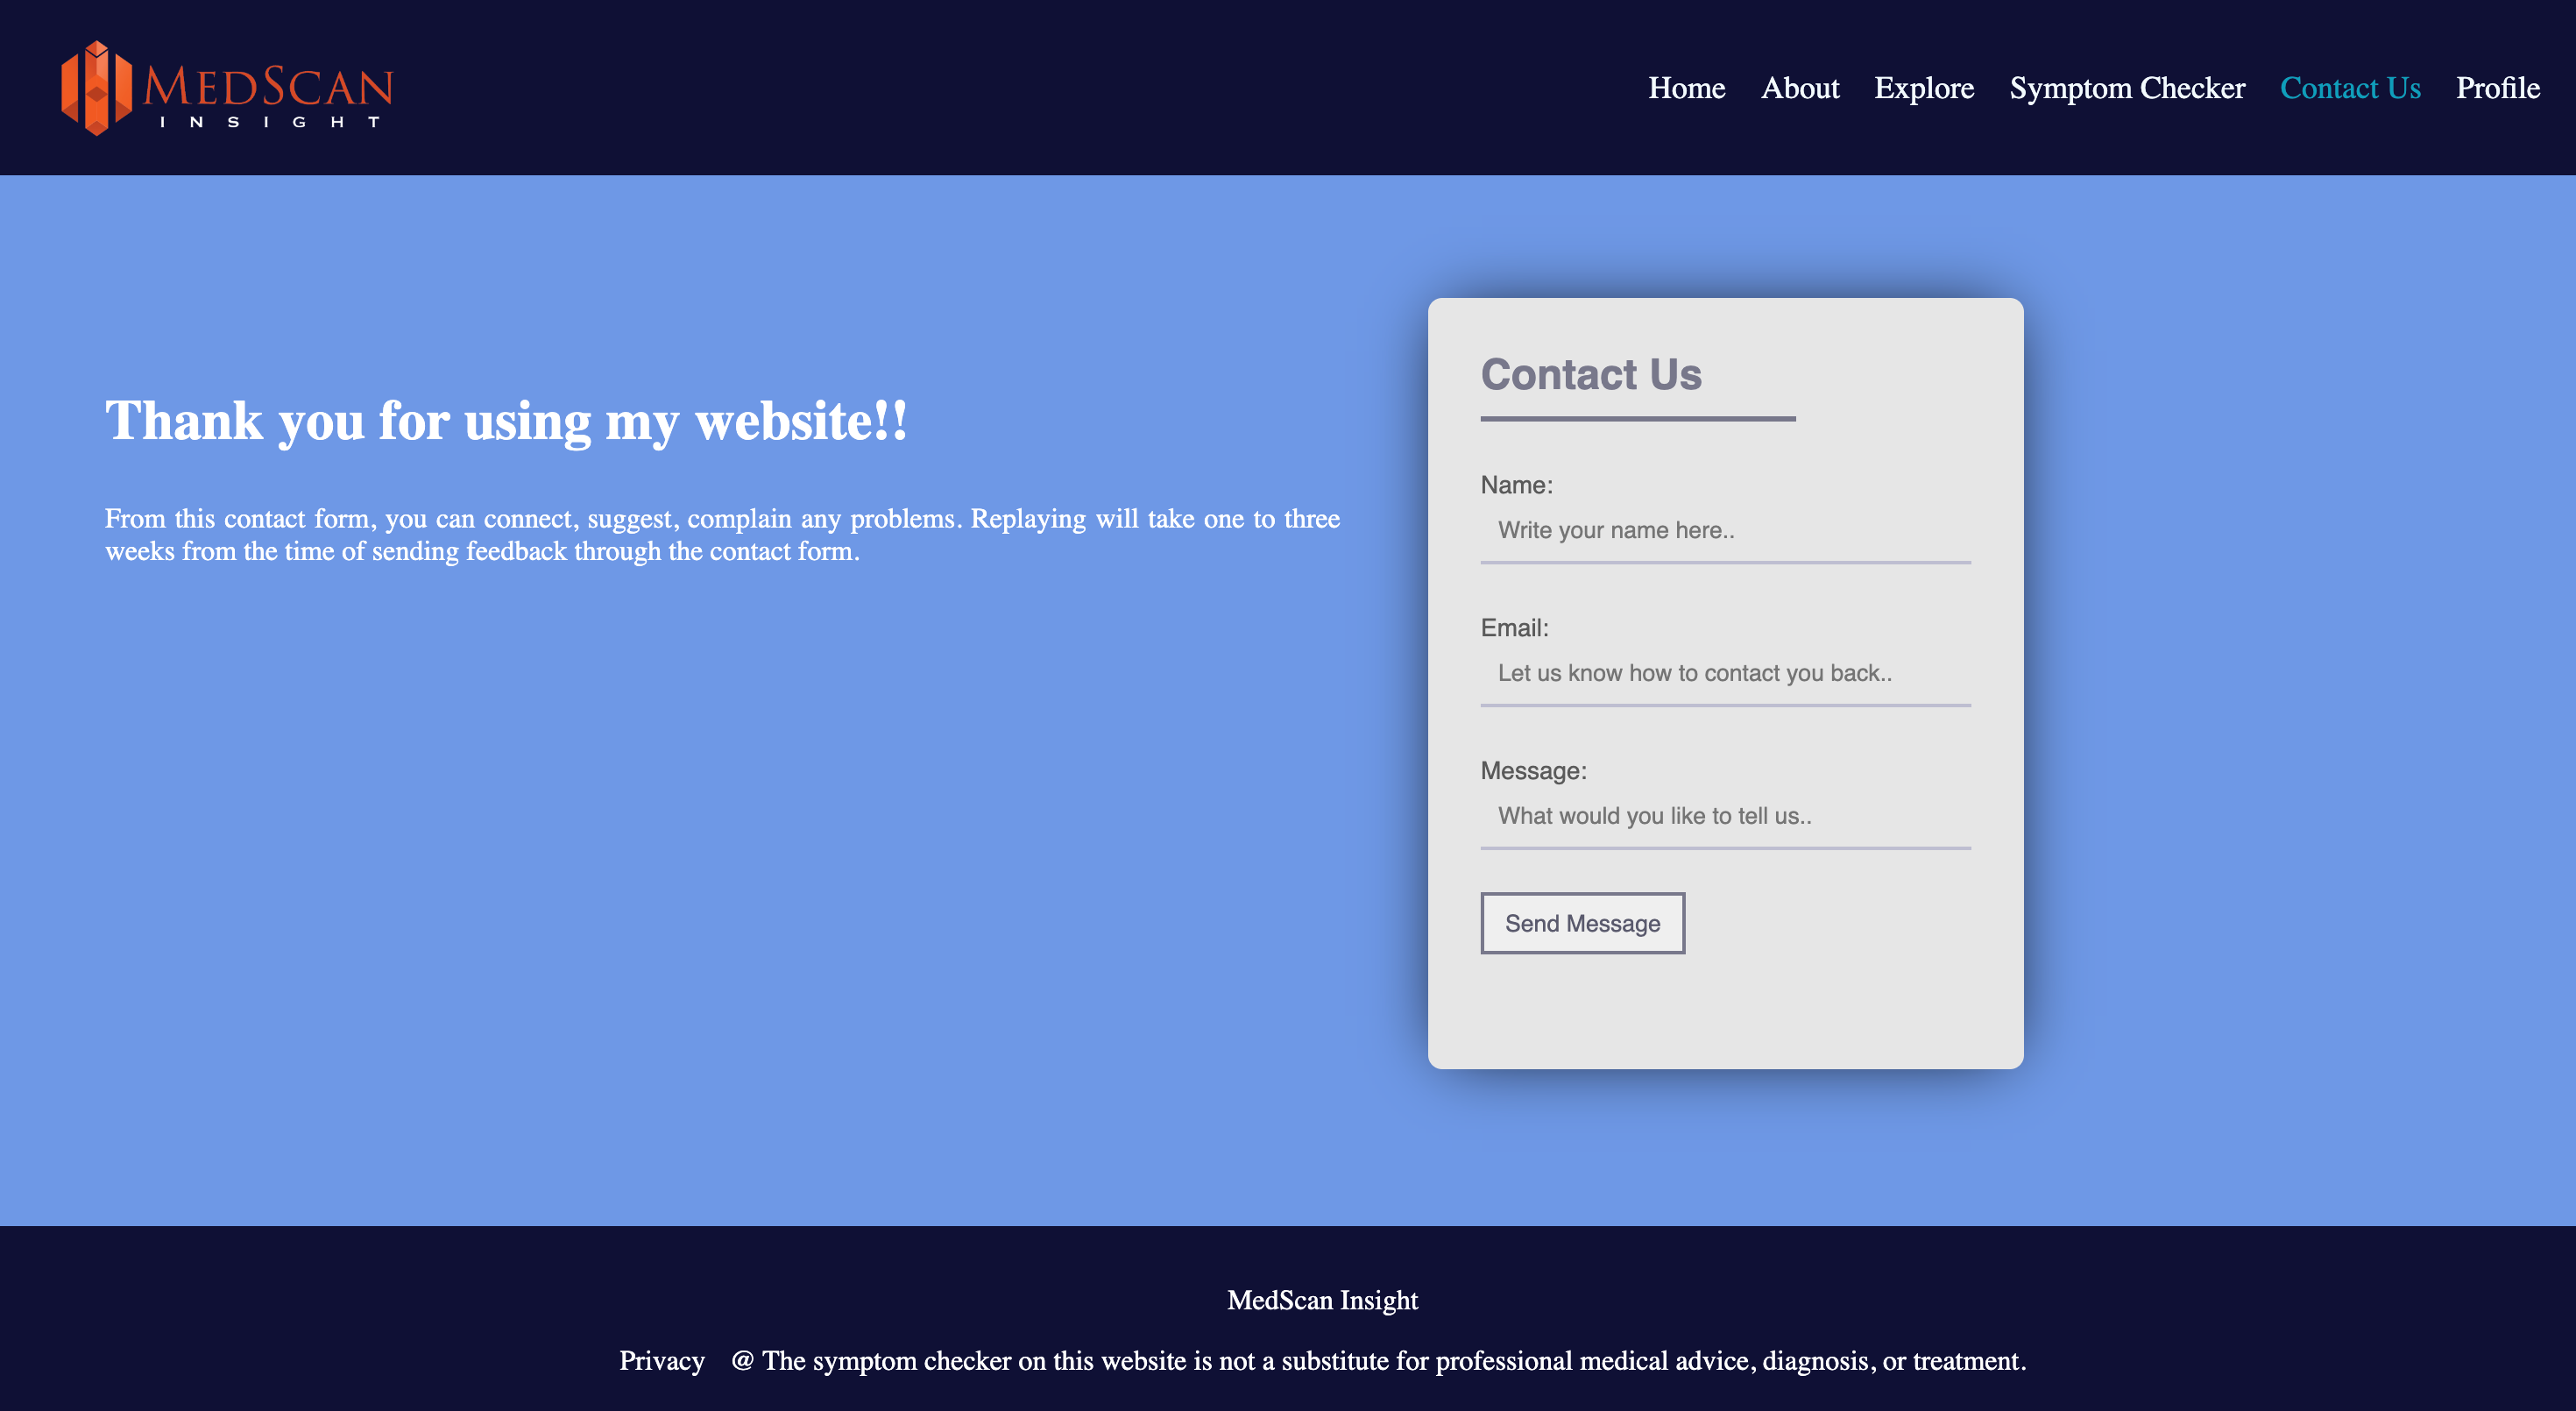 MEDSCAN
INSIGHT
Home About Explore Symptom Checker Contact Us Profile
Thank you for using my website!!
From this contact form, you can connect, suggest, complain any problems. Replaying will take one to three
weeks from the time of sending feedback through the contact form.
Contact Us
Name:
Write your name here..
Email:
Let us know how to contact you back..
Message:
What would you like to tell us..
Send Message
MedScan Insight
Privacy @ The symptom checker on this website is not a substitute for professional medical advice, diagnosis, or treatment.